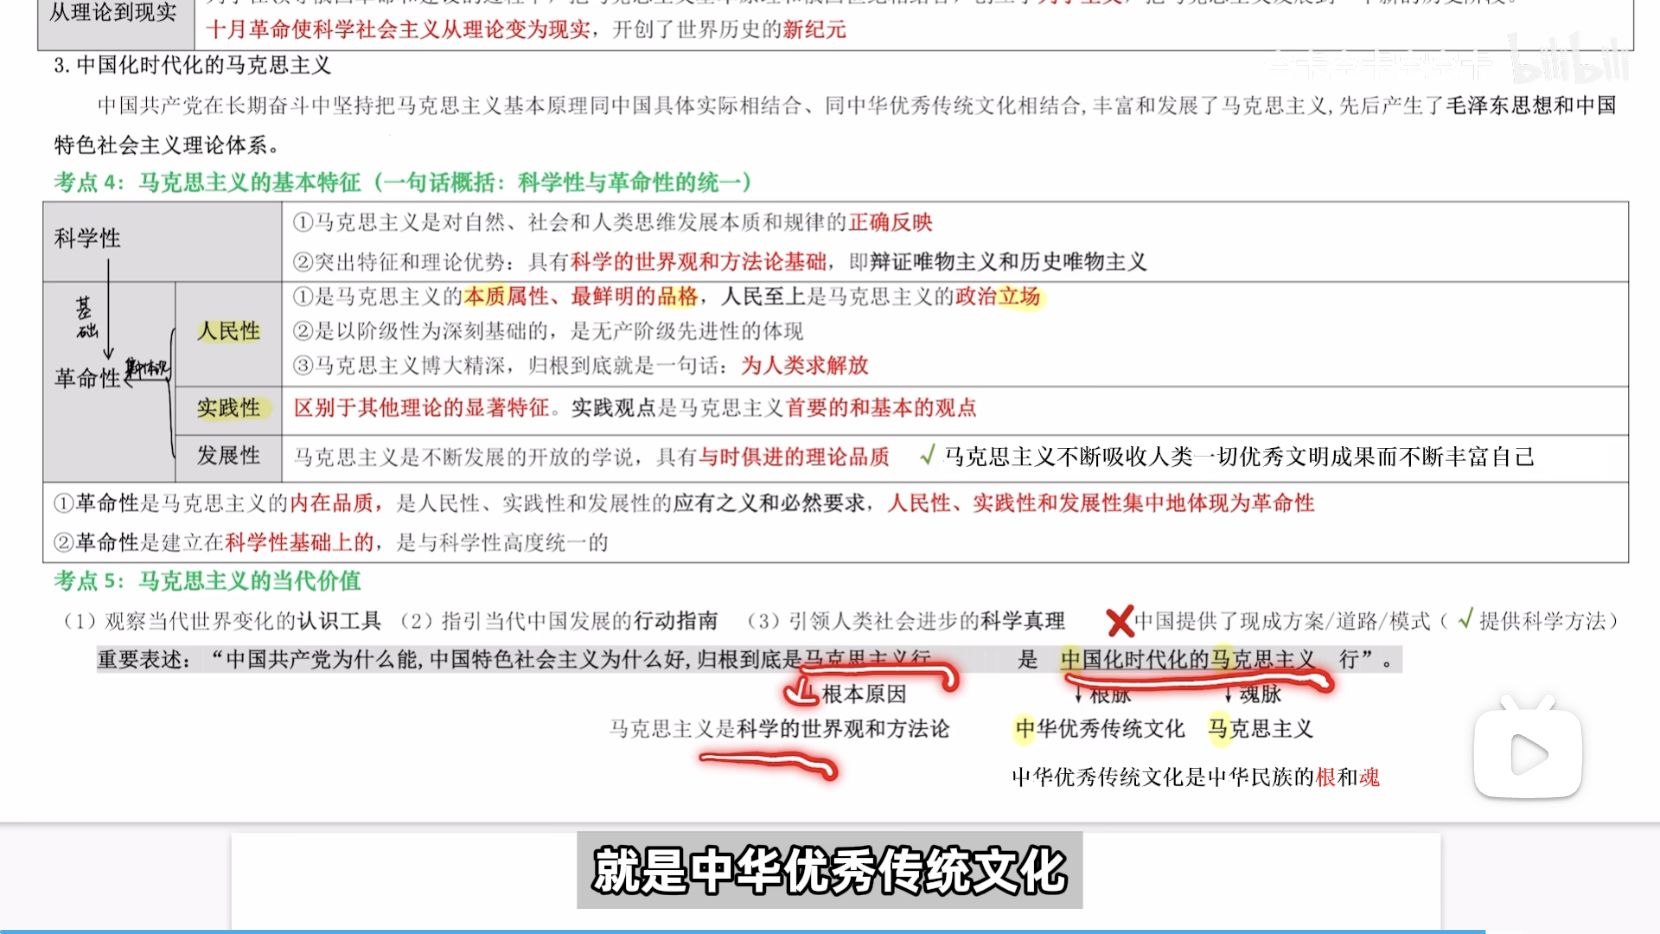 从理论到现实
十月革命使科学社会主义从理论变为现实，开创了世界历史的新纪元
bilibili
3.中国化时代化的马克思主义
中国共产党在长期奋斗中坚持把马克思主义基本原理同中国具体实际相结合、同中华优秀传统文化相结合,丰富和发展了马克思主义,先后产生了毛泽东思想和中国
特色社会主义理论体系。
考点 4：马克思主义的基本特征（一句话概括：科学性与革命性的统一）
科学性
①马克思主义是对自然、社会和人类思维发展本质和规律的正确反映
②突出特征和理论优势：具有科学的世界观和方法论基础，即辩证唯物主义和历史唯物主义
基础
革命性
集中体现
人民性
①是马克思主义的本质属性、最鲜明的品格，人民至上是马克思主义的政治立场
②是以阶级性为深刻基础的，是无产阶级先进性的体现
③马克思主义博大精深，归根到底就是一句话：为人类求解放
实践性
区别于其他理论的显著特征。实践观点是马克思主义首要的和基本的观点
发展性
马克思主义是不断发展的开放的学说，具有与时俱进的理论品质 √马克思主义不断吸收人类一切优秀文明成果而不断丰富自己
①革命性是马克思主义的内在品质，是人民性、实践性和发展性的应有之义和必然要求，人民性、实践性和发展性集中地体现为革命性
②革命性是建立在科学性基础上的，是与科学性高度统一的
考点 5：马克思主义的当代价值
（1）观察当代世界变化的认识工具（2）指引当代中国发展的行动指南 （3）引领人类社会进步的科学真理 ❌中国提供了现成方案/道路/模式（√提供科学方法）
重要表述：“中国共产党为什么能,中国特色社会主义为什么好,归根到底是马克思主义行 是 中国化时代化的马克思主义 行”。
↓根本原因 ↓根脉 ↓魂脉
马克思主义是科学的世界观和方法论 中华优秀传统文化 马克思主义
中华优秀传统文化是中华民族的根和魂
就是中华优秀传统文化